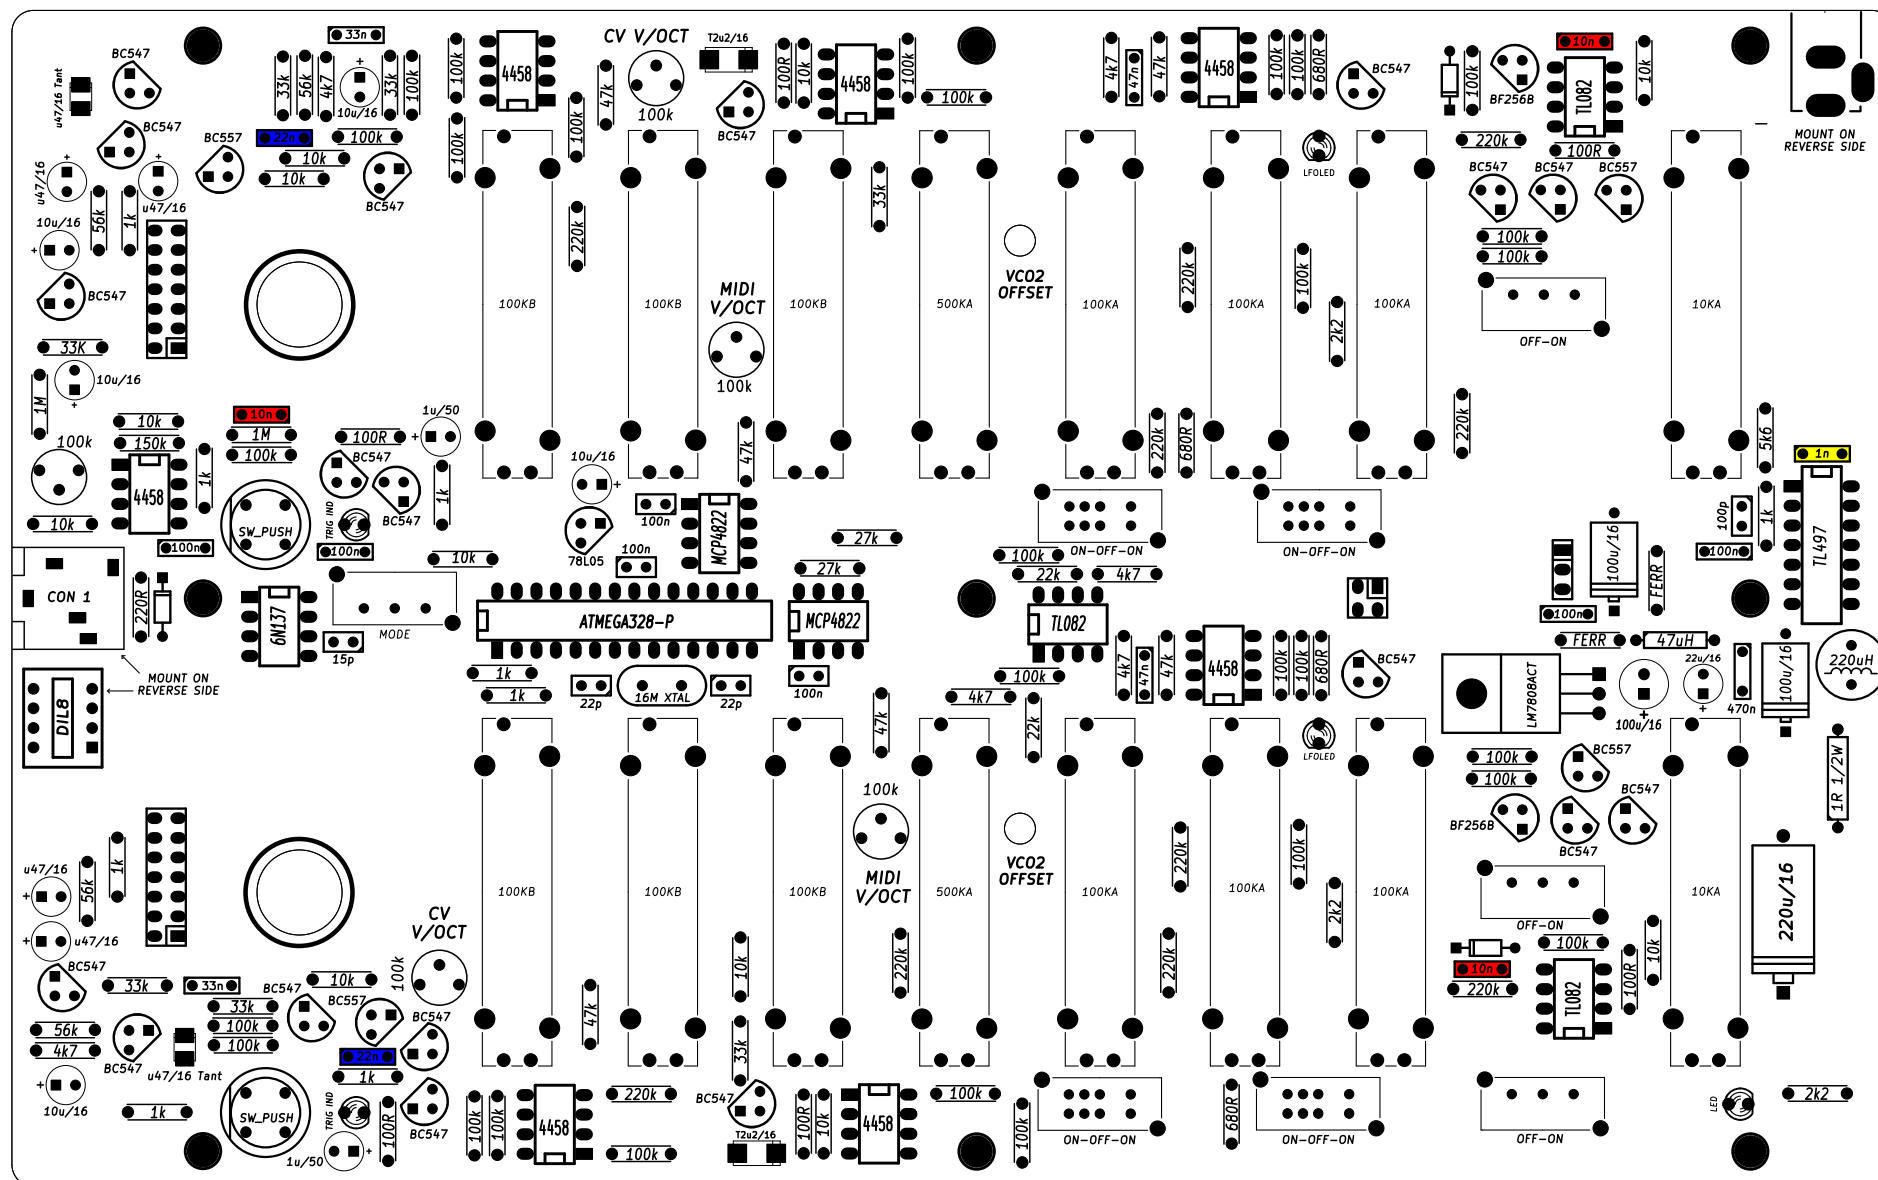 33n
BC547
u47/16 Tant
33k
56k
4k7
+
10u/16
33k
100k
22n
100k
10k
10k
BC547
BC557
BC547
u47/16
+
+
u47/16
56k
1k
10u/16
+
BC547
33K
10u/16
+
1M
100k
4458
100k
100k
47k
CV V/OCT
100k
T2u2/16
BC547
100R
10k
4458
100k
100k
220k
33k
MIDI
V/OCT
100k
VCO2
OFFSET
4k7
47n
47k
4458
100k
100k
680R
BC547
LFOLED
100k
BF256B
10n
TL082
10k
220k
100R
BC547
BC547
BC557
100k
100k
OFF-ON
MOUNT ON
REVERSE SIDE
100KB
100KB
100KB
500KA
100KA
100KA
100KA
10KA
220k
100k
2k2
220k
220k
680R
5k6
1n
TL497
10k
150k
4458
10k
1k
10n
1M
100k
SW_PUSH
100n
100R
BC547
BC547
TRIG IND
100n
1u/50
+
1k
10k
10u/16
+
78L05
100n
100n
MCP4822
47k
27k
27k
ON-OFF-ON
ON-OFF-ON
100k
22k
4k7
100u/16
FERR
100n
100p
100n
1k
CON 1
220R
6N137
MODE
15p
ATMEGA328-P
MCP4822
TL082
4k7
47n
47k
4458
100k
100k
680R
BC547
FERR
47uH
LM7808ACT
100u/16
+
22u/16
+
470n
100u/16
220uH
MOUNT ON
REVERSE SIDE
DIL8
1k
1k
22p
16M XTAL
22p
100n
100k
4k7
47k
22k
LFOLED
100k
100k
BC557
BF256B
BC547
BC547
1R 1/2W
220u/16
100k
MIDI
V/OCT
VCO2
OFFSET
100KB
100KB
100KB
500KA
100KA
100KA
100KA
10KA
220k
100k
2k2
220k
220k
OFF-ON
1k
u47/16
+
56k
+
u47/16
BC547
33k
33n
33k
100k
100k
56k
4k7
BC547
u47/16 Tant
+
10u/16
1k
10k
BC547
BC557
BC547
22n
1k
BC547
SW_PUSH
TRIG IND
100R
1u/50
+
CV
V/OCT
100k
47k
10k
33k
100k
100k
4458
220k
100k
BC547
T2u2/16
100R
10k
4458
100k
100k
ON-OFF-ON
680R
ON-OFF-ON
OFF-ON
10n
220k
100k
TL082
100R
10k
LED
2k2